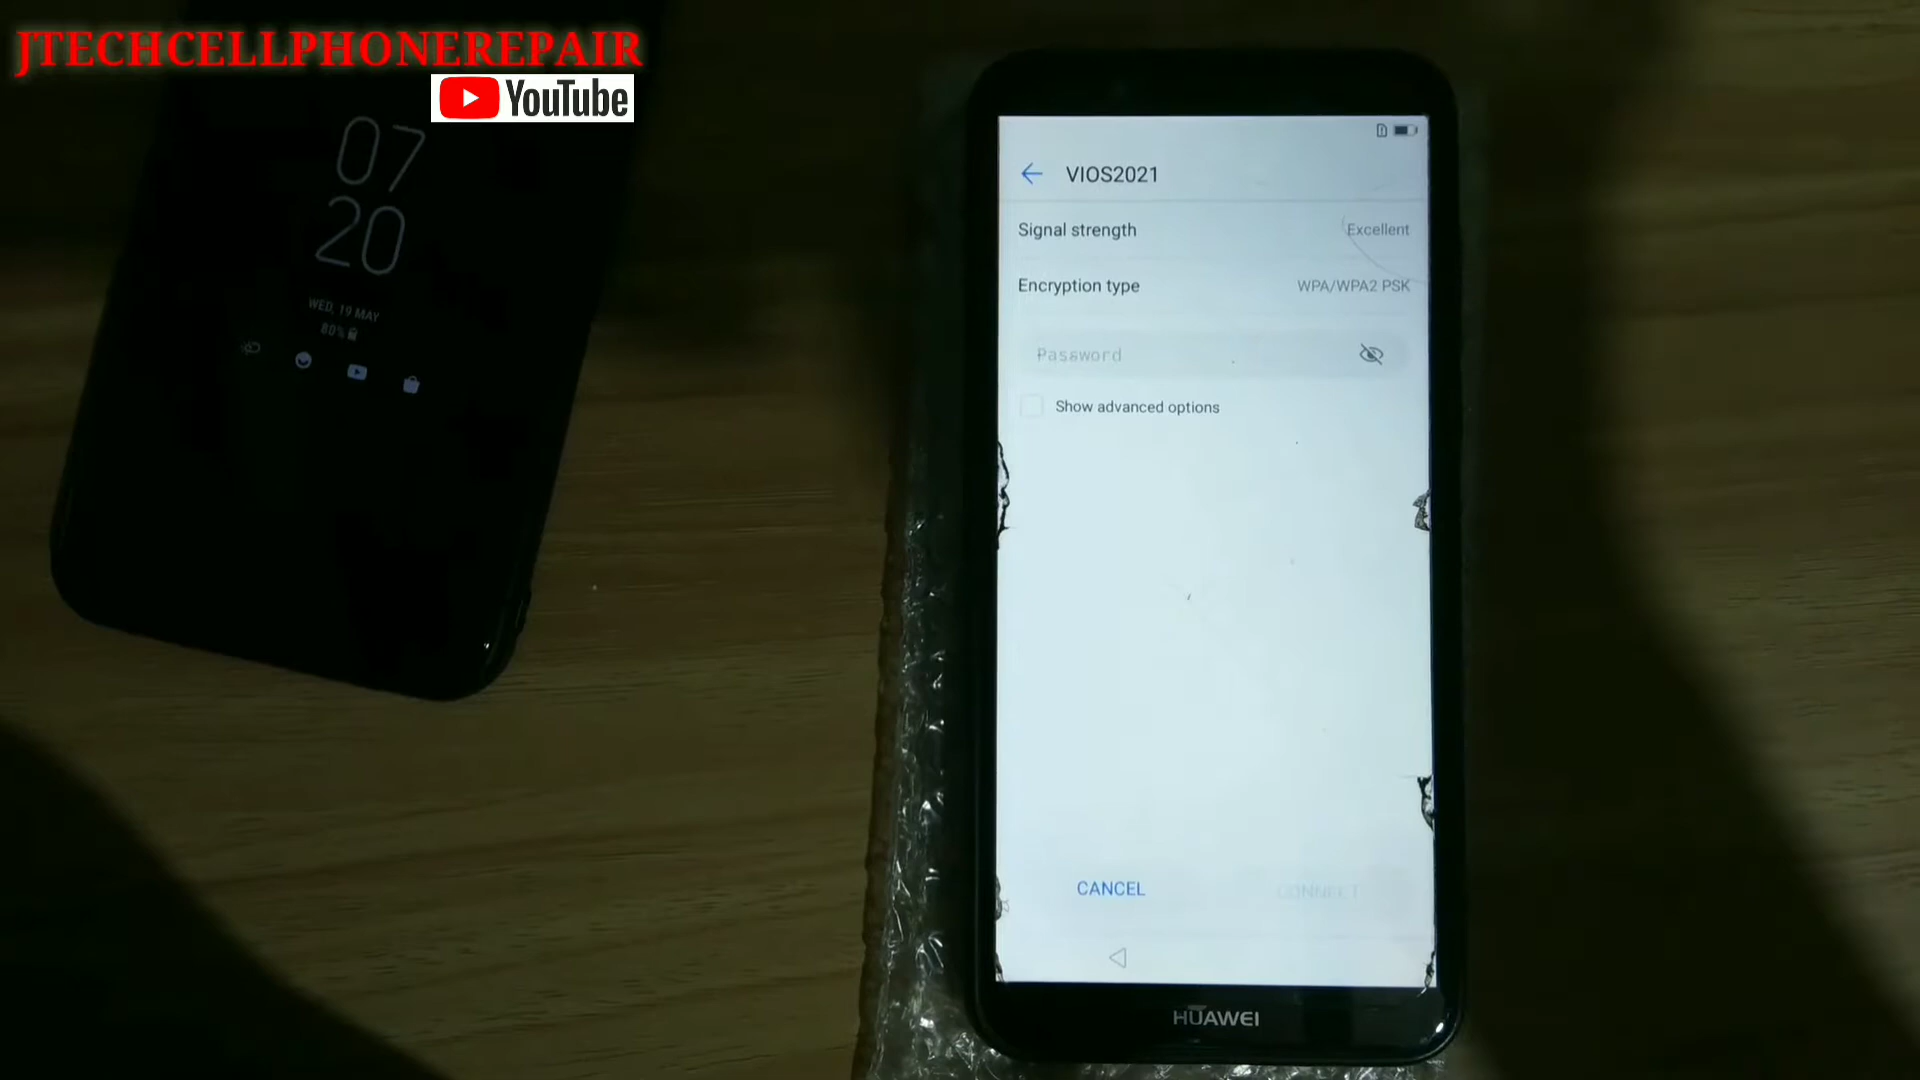 JTECHCELLPHONEREPAIR
YouTube
07
20
WED, 19 MAY
80%
VIOS2021
Signal strength
Excellent
Encryption type
WPA/WPA2 PSK
Password
Show advanced options
CANCEL
CONNECT
HUAWEI